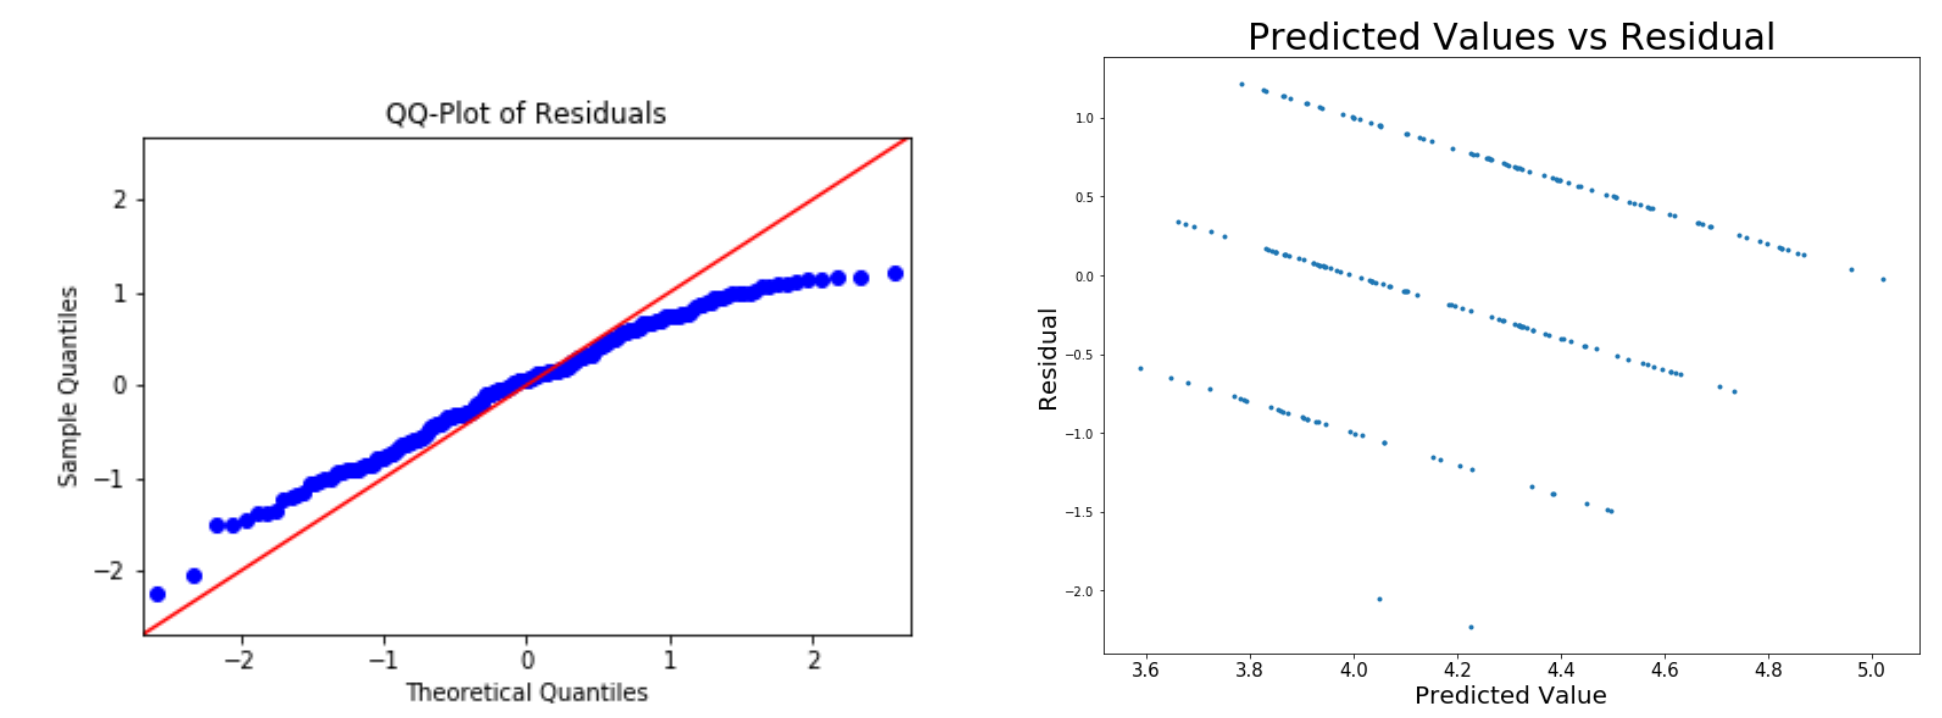 QQ-Plot of Residuals
2
1
0
−1
−2
Sample Quantiles
−2 −1 0 1 2
Theoretical Quantiles
Predicted Values vs Residual
1.0
0.5
0.0
−0.5
−1.0
−1.5
−2.0
Residual
3.6 3.8 4.0 4.2 4.4 4.6 4.8 5.0
Predicted Value